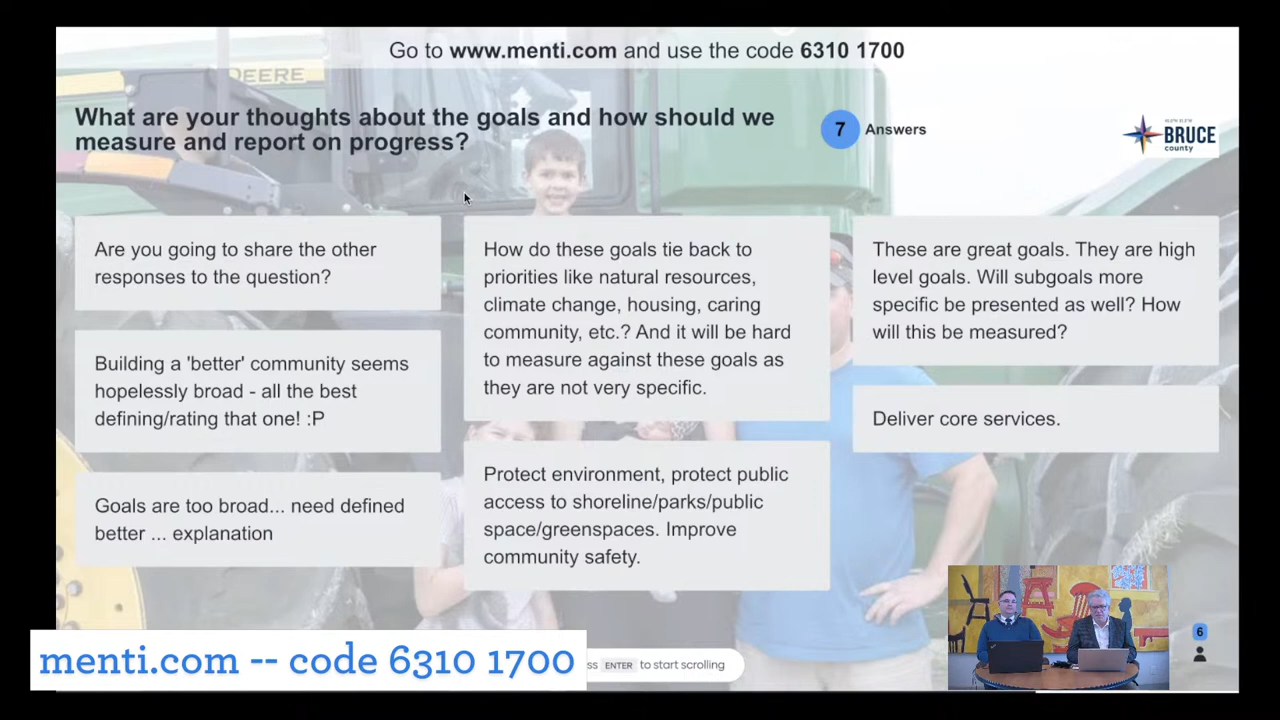 Go to www.menti.com and use the code 6310 1700
DEERE
What are your thoughts about the goals and how should we
measure and report on progress?
7 Answers
BRUCE
county
Are you going to share the other
responses to the question?
Building a 'better' community seems
hopelessly broad - all the best
defining/rating that one! :P
Goals are too broad... need defined
better ... explanation
How do these goals tie back to
priorities like natural resources,
climate change, housing, caring
community, etc.? And it will be hard
to measure against these goals as
they are not very specific.
Protect environment, protect public
access to shoreline/parks/public
space/greenspaces. Improve
community safety.
These are great goals. They are high
level goals. Will subgoals more
specific be presented as well? How
will this be measured?
Deliver core services.
6
menti.com -- code 6310 1700
ss ENTER to start scrolling